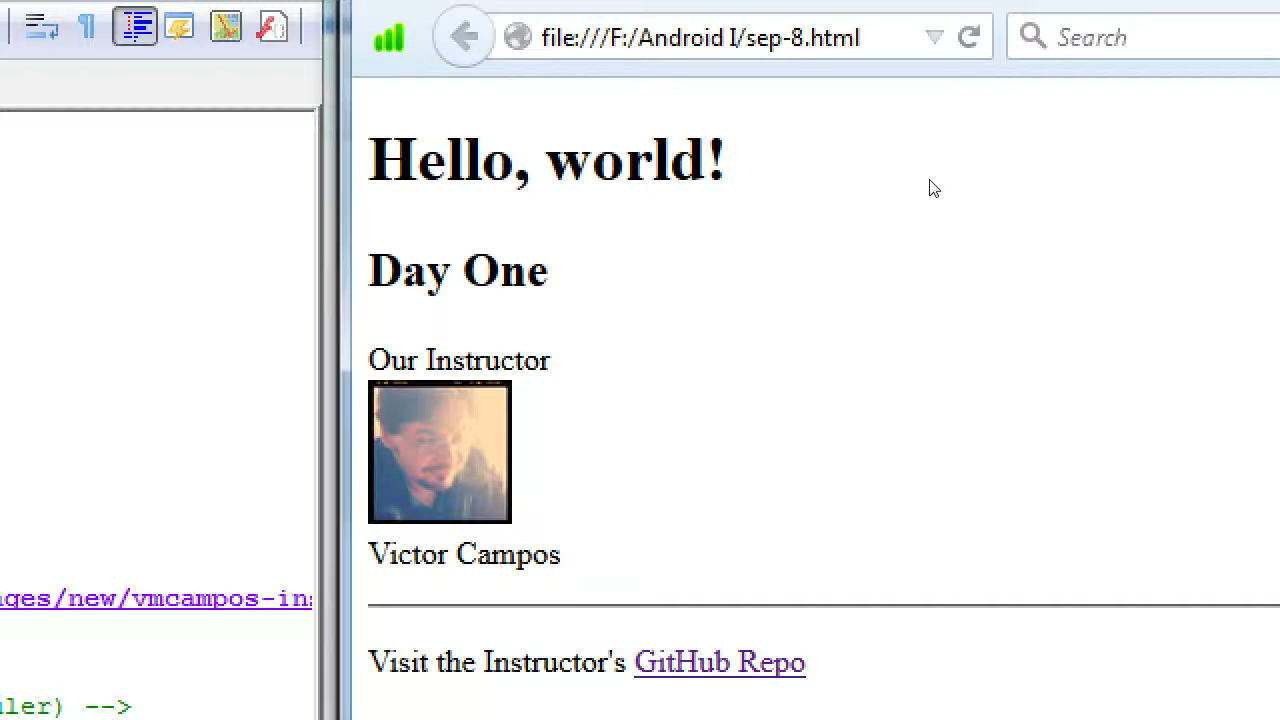 file:///F:/Android I/sep-8.html
Search
Hello, world!
Day One
Our Instructor
Victor Campos
ages/new/vmcampos-in
Visit the Instructor's GitHub Repo
uler) -->